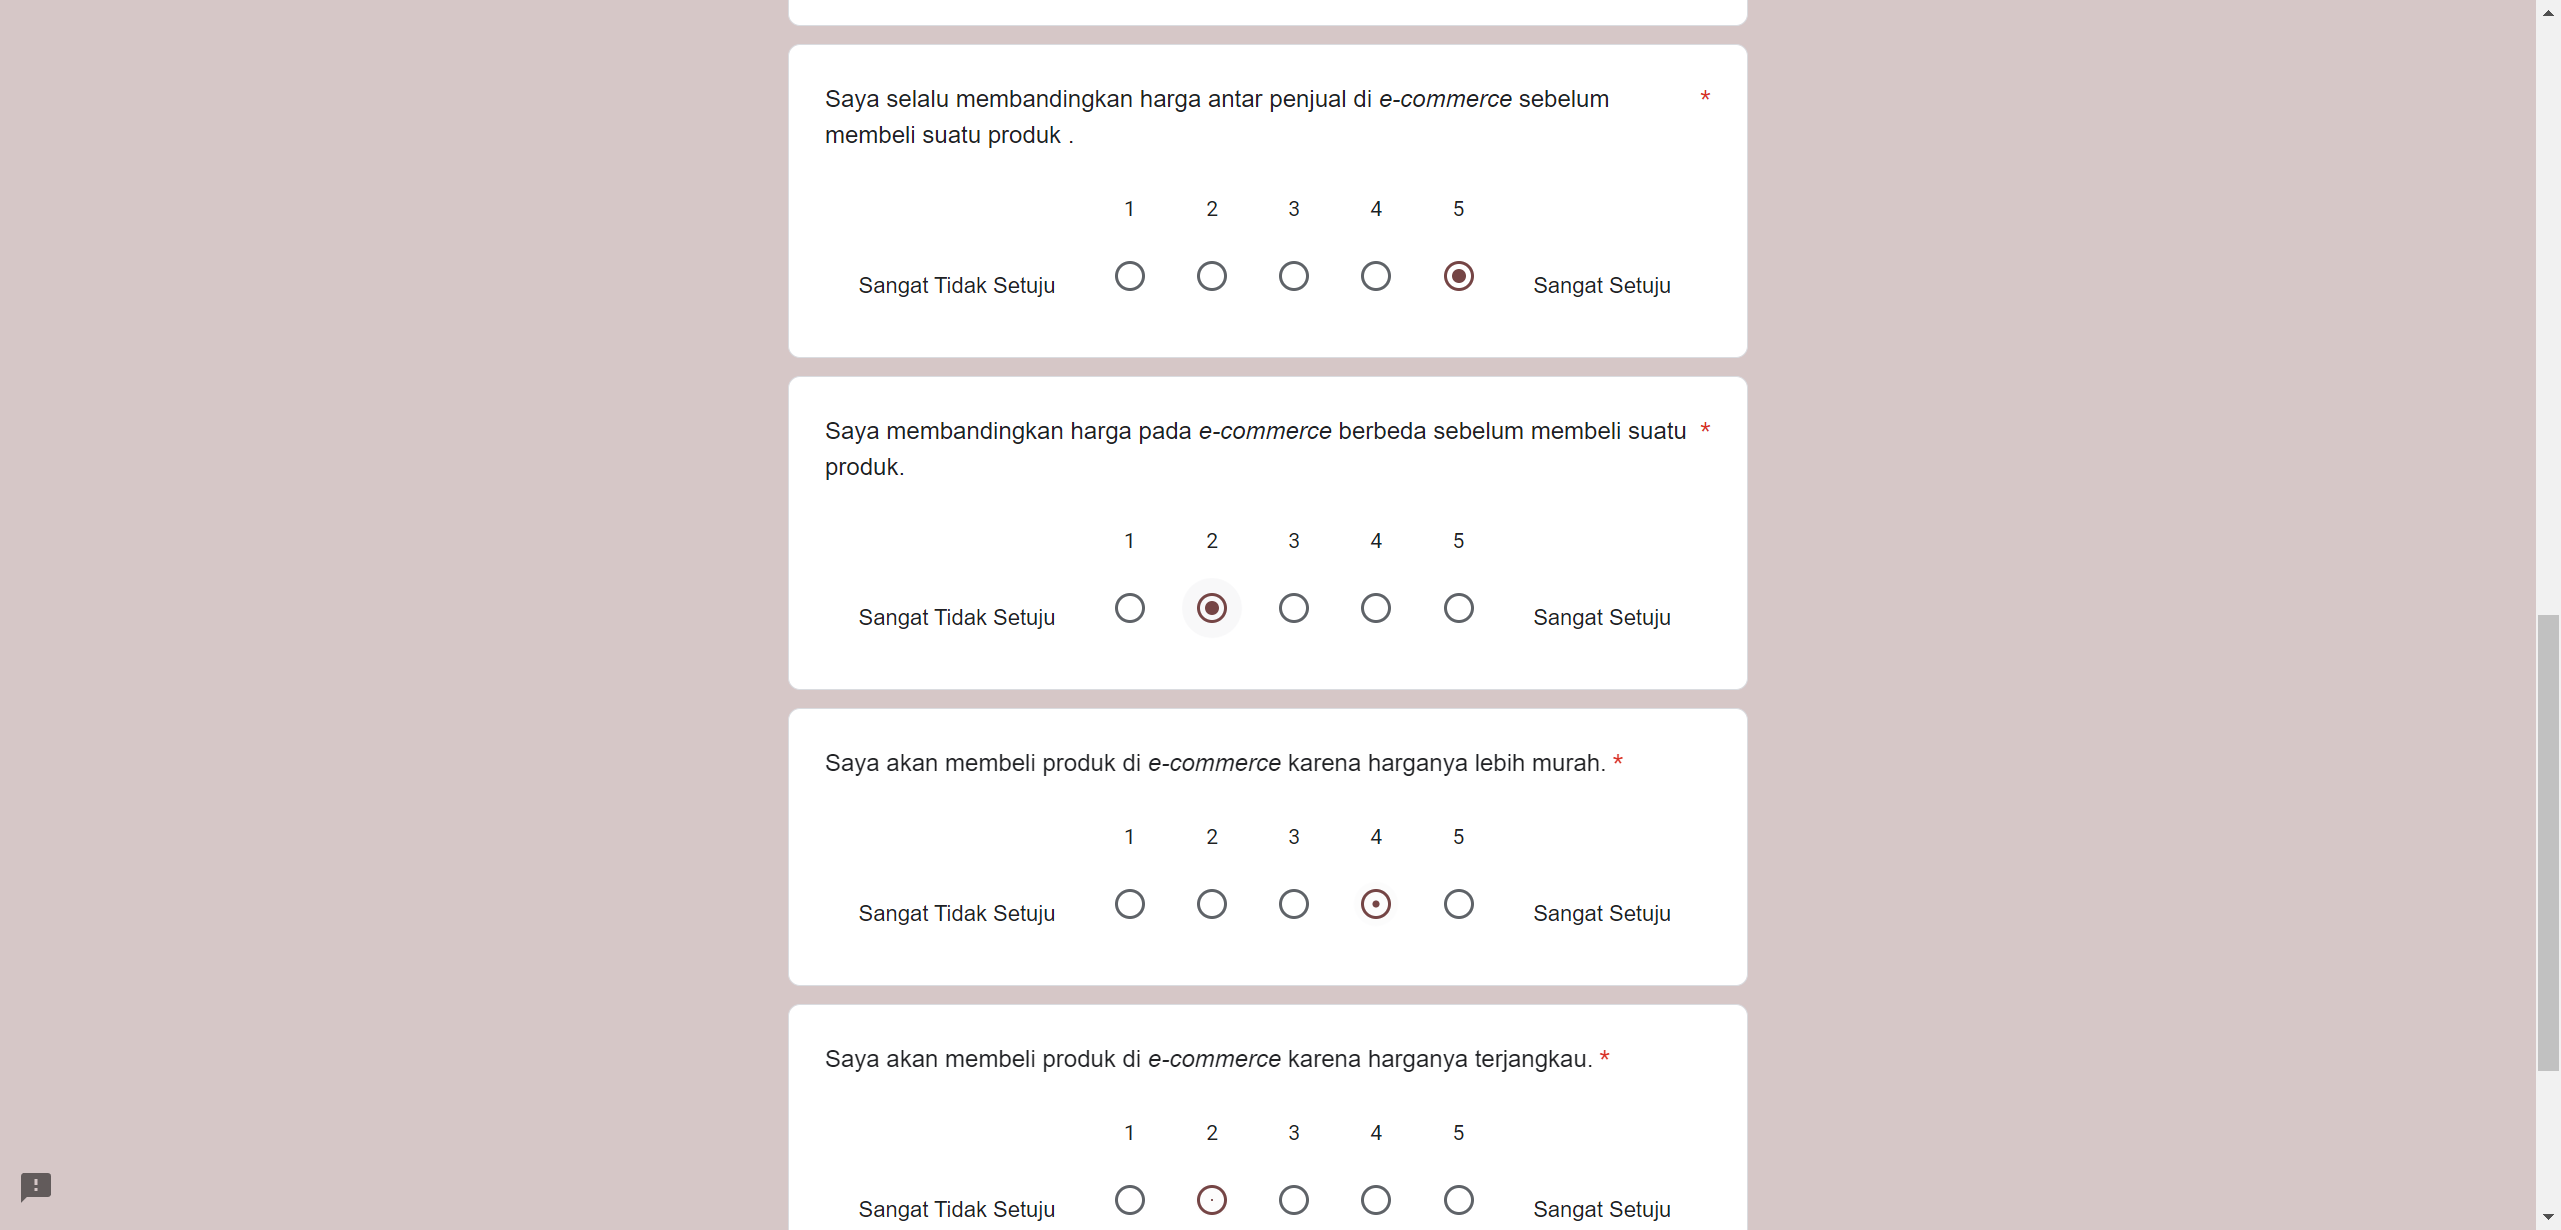 Saya selalu membandingkan harga antar penjual di e-commerce sebelum *
membeli suatu produk .
1 2 3 4 5
Sangat Tidak Setuju Sangat Setuju
Saya membandingkan harga pada e-commerce berbeda sebelum membeli suatu *
produk.
1 2 3 4 5
Sangat Tidak Setuju Sangat Setuju
Saya akan membeli produk di e-commerce karena harganya lebih murah. *
1 2 3 4 5
Sangat Tidak Setuju Sangat Setuju
Saya akan membeli produk di e-commerce karena harganya terjangkau. *
1 2 3 4 5
Sangat Tidak Setuju Sangat Setuju